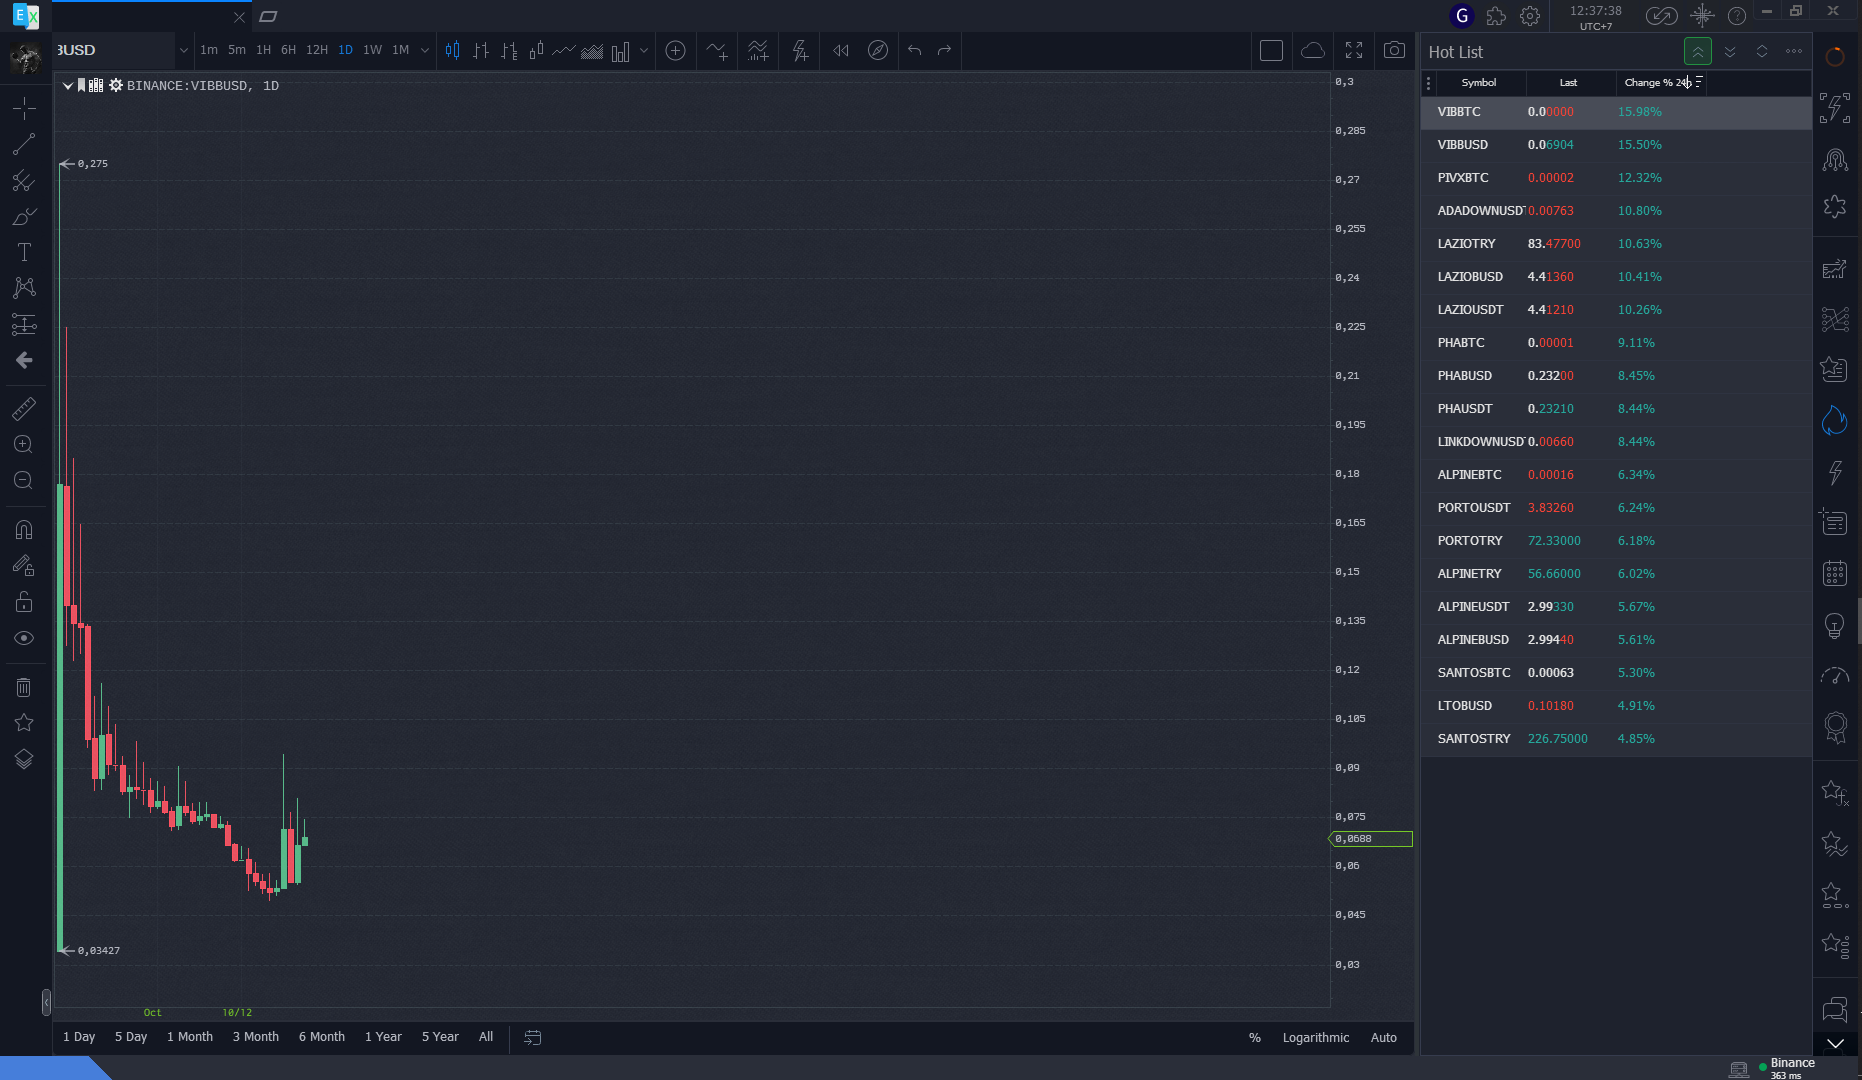 EX
G
12:37:38
UTC+7
BUSD
1m 5m 1H 6H 12H 1D 1W 1M
BINANCE:VIBBUSD, 1D
0,275
0,03427
0,3
0,285
0,27
0,255
0,24
0,225
0,21
0,195
0,18
0,165
0,15
0,135
0,12
0,105
0,09
0,075
0,0688
0,06
0,045
0,03
Oct 10/12
1 Day 5 Day 1 Month 3 Month 6 Month 1 Year 5 Year All
% Logarithmic Auto
Hot List
Symbol Last Change % 24h
VIBBTC 0.00000 15.98%
VIBBUSD 0.06904 15.50%
PIVXBTC 0.00002 12.32%
ADADOWNUSD 0.00763 10.80%
LAZIOTRY 83.47700 10.63%
LAZIOBUSD 4.41360 10.41%
LAZIOUSDT 4.41210 10.26%
PHABTC 0.00001 9.11%
PHABUSD 0.23200 8.45%
PHAUSDT 0.23210 8.44%
LINKDOWNUSD 0.00660 8.44%
ALPINEBTC 0.00016 6.34%
PORTOUSDT 3.83260 6.24%
PORTOTRY 72.33000 6.18%
ALPINETRY 56.66000 6.02%
ALPINEUSDT 2.99330 5.67%
ALPINEBUSD 2.99440 5.61%
SANTOSBTC 0.00063 5.30%
LTOBUSD 0.10180 4.91%
SANTOSTRY 226.75000 4.85%
Binance
363 ms